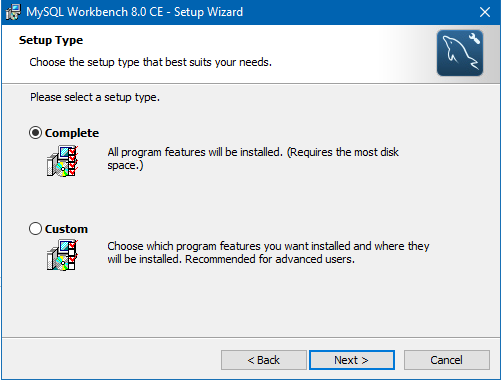 MySQL Workbench 8.0 CE - Setup Wizard
Setup Type
Choose the setup type that best suits your needs.
Please select a setup type.
Complete
All program features will be installed. (Requires the most disk
space.)
Custom
Choose which program features you want installed and where they
will be installed. Recommended for advanced users.
< Back
Next >
Cancel